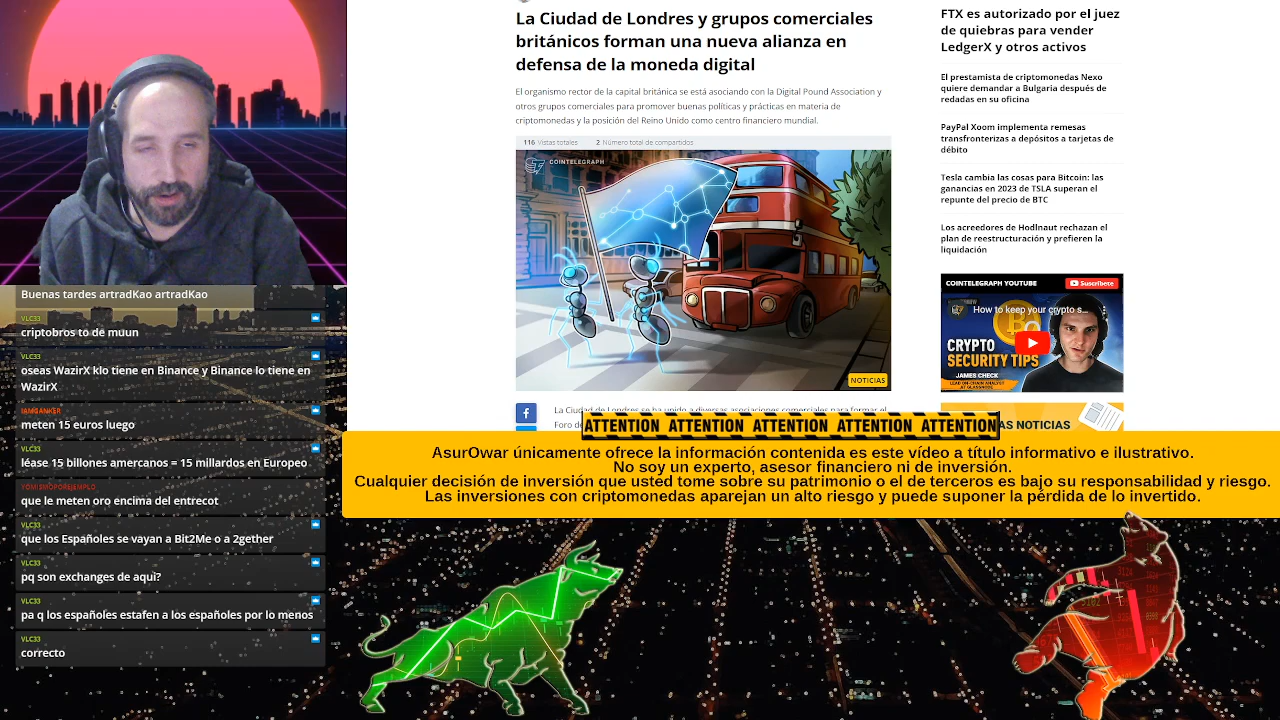 La Ciudad de Londres y grupos comerciales
británicos forman una nueva alianza en
defensa de la moneda digital
El organismo rector de la capital británica se está asociando con la Digital Pound Association y
otros grupos comerciales para promover buenas políticas y prácticas en materia de
criptomonedas y la posición del Reino Unido como centro financiero mundial.
116 Vistas totales 2 Número total de compartidos
COINTELEGRAPH
NOTICIAS
La Ciudad de Londres se ha unido a diversas asociaciones comerciales para formar el
Foro de
FTX es autorizado por el juez
de quiebras para vender
LedgerX y otros activos
El prestamista de criptomonedas Nexo
quiere demandar a Bulgaria después de
redadas en su oficina
PayPal Xoom implementa remesas
transfronterizas a depósitos a tarjetas de
débito
Tesla cambia las cosas para Bitcoin: las
ganancias en 2023 de TSLA superan el
repunte del precio de BTC
Los acreedores de Hodlnaut rechazan el
plan de reestructuración y prefieren la
liquidación
COINTELEGRAPH YOUTUBE
Suscríbete
How to keep your crypto s...
CRYPTO
SECURITY TIPS
JAMES CHECK
LEAD ON-CHAIN ANALYST
AT GLASSNODE
AS NOTICIAS
Buenas tardes artradKao artradKao
VLC33
criptobros to de muun
VLC33
oseas WazirX klo tiene en Binance y Binance lo tiene en
WazirX
IAMGANKER
meten el euro luego
VLC33
léase 15 billones amercanos = 15 millardos en Europeo
YOMISMOPOREJEMPLO
que le meten oro encima del entrecot
VLC33
que los Españoles se vayan a Bit2Me o a 2gether
VLC33
pq son exchanges de aqui?
VLC33
pa q los españoles estafen a los españoles por lo menos
VLC33
correcto
ATTENTION ATTENTION ATTENTION ATTENTION ATTENTION
AsurOwar únicamente ofrece la información contenida es este vídeo a título informativo e ilustrativo.
No soy un experto, asesor financiero ni de inversión.
Cualquier decisión de inversión que usted tome sobre su patrimonio o el de terceros es bajo su responsabilidad y riesgo.
Las inversiones con criptomonedas aparejan un alto riesgo y puede suponer la pérdida de lo invertido.